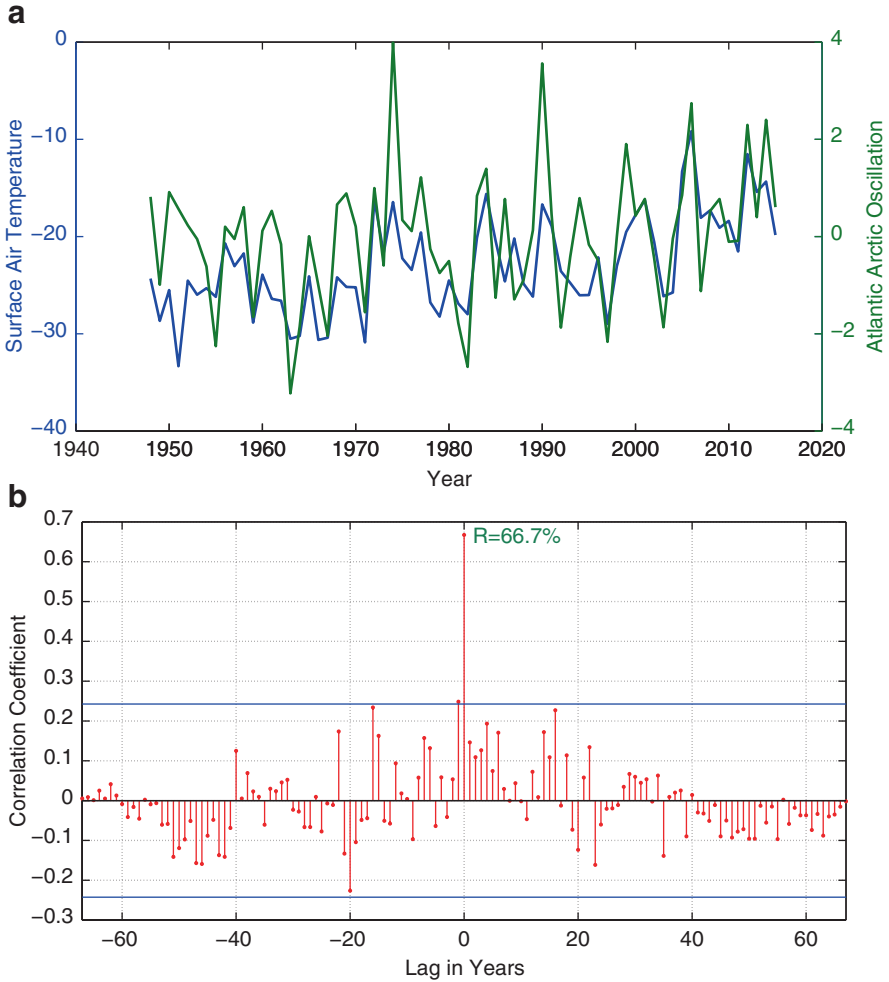 a
−0
−10
−20
−30
−40
Surface Air Temperature
4
2
0
−2
−4
Atlantic Arctic Oscillation
1940 1950 1960 1970 1980 1990 2000 2010 2020
Year
b
0.7
0.6
0.5
0.4
0.3
0.2
0.1
0
−0.1
−0.2
−0.3
Correlation Coefficient
R=66.7%
−60 −40 −20 0 20 40 60
Lag in Years